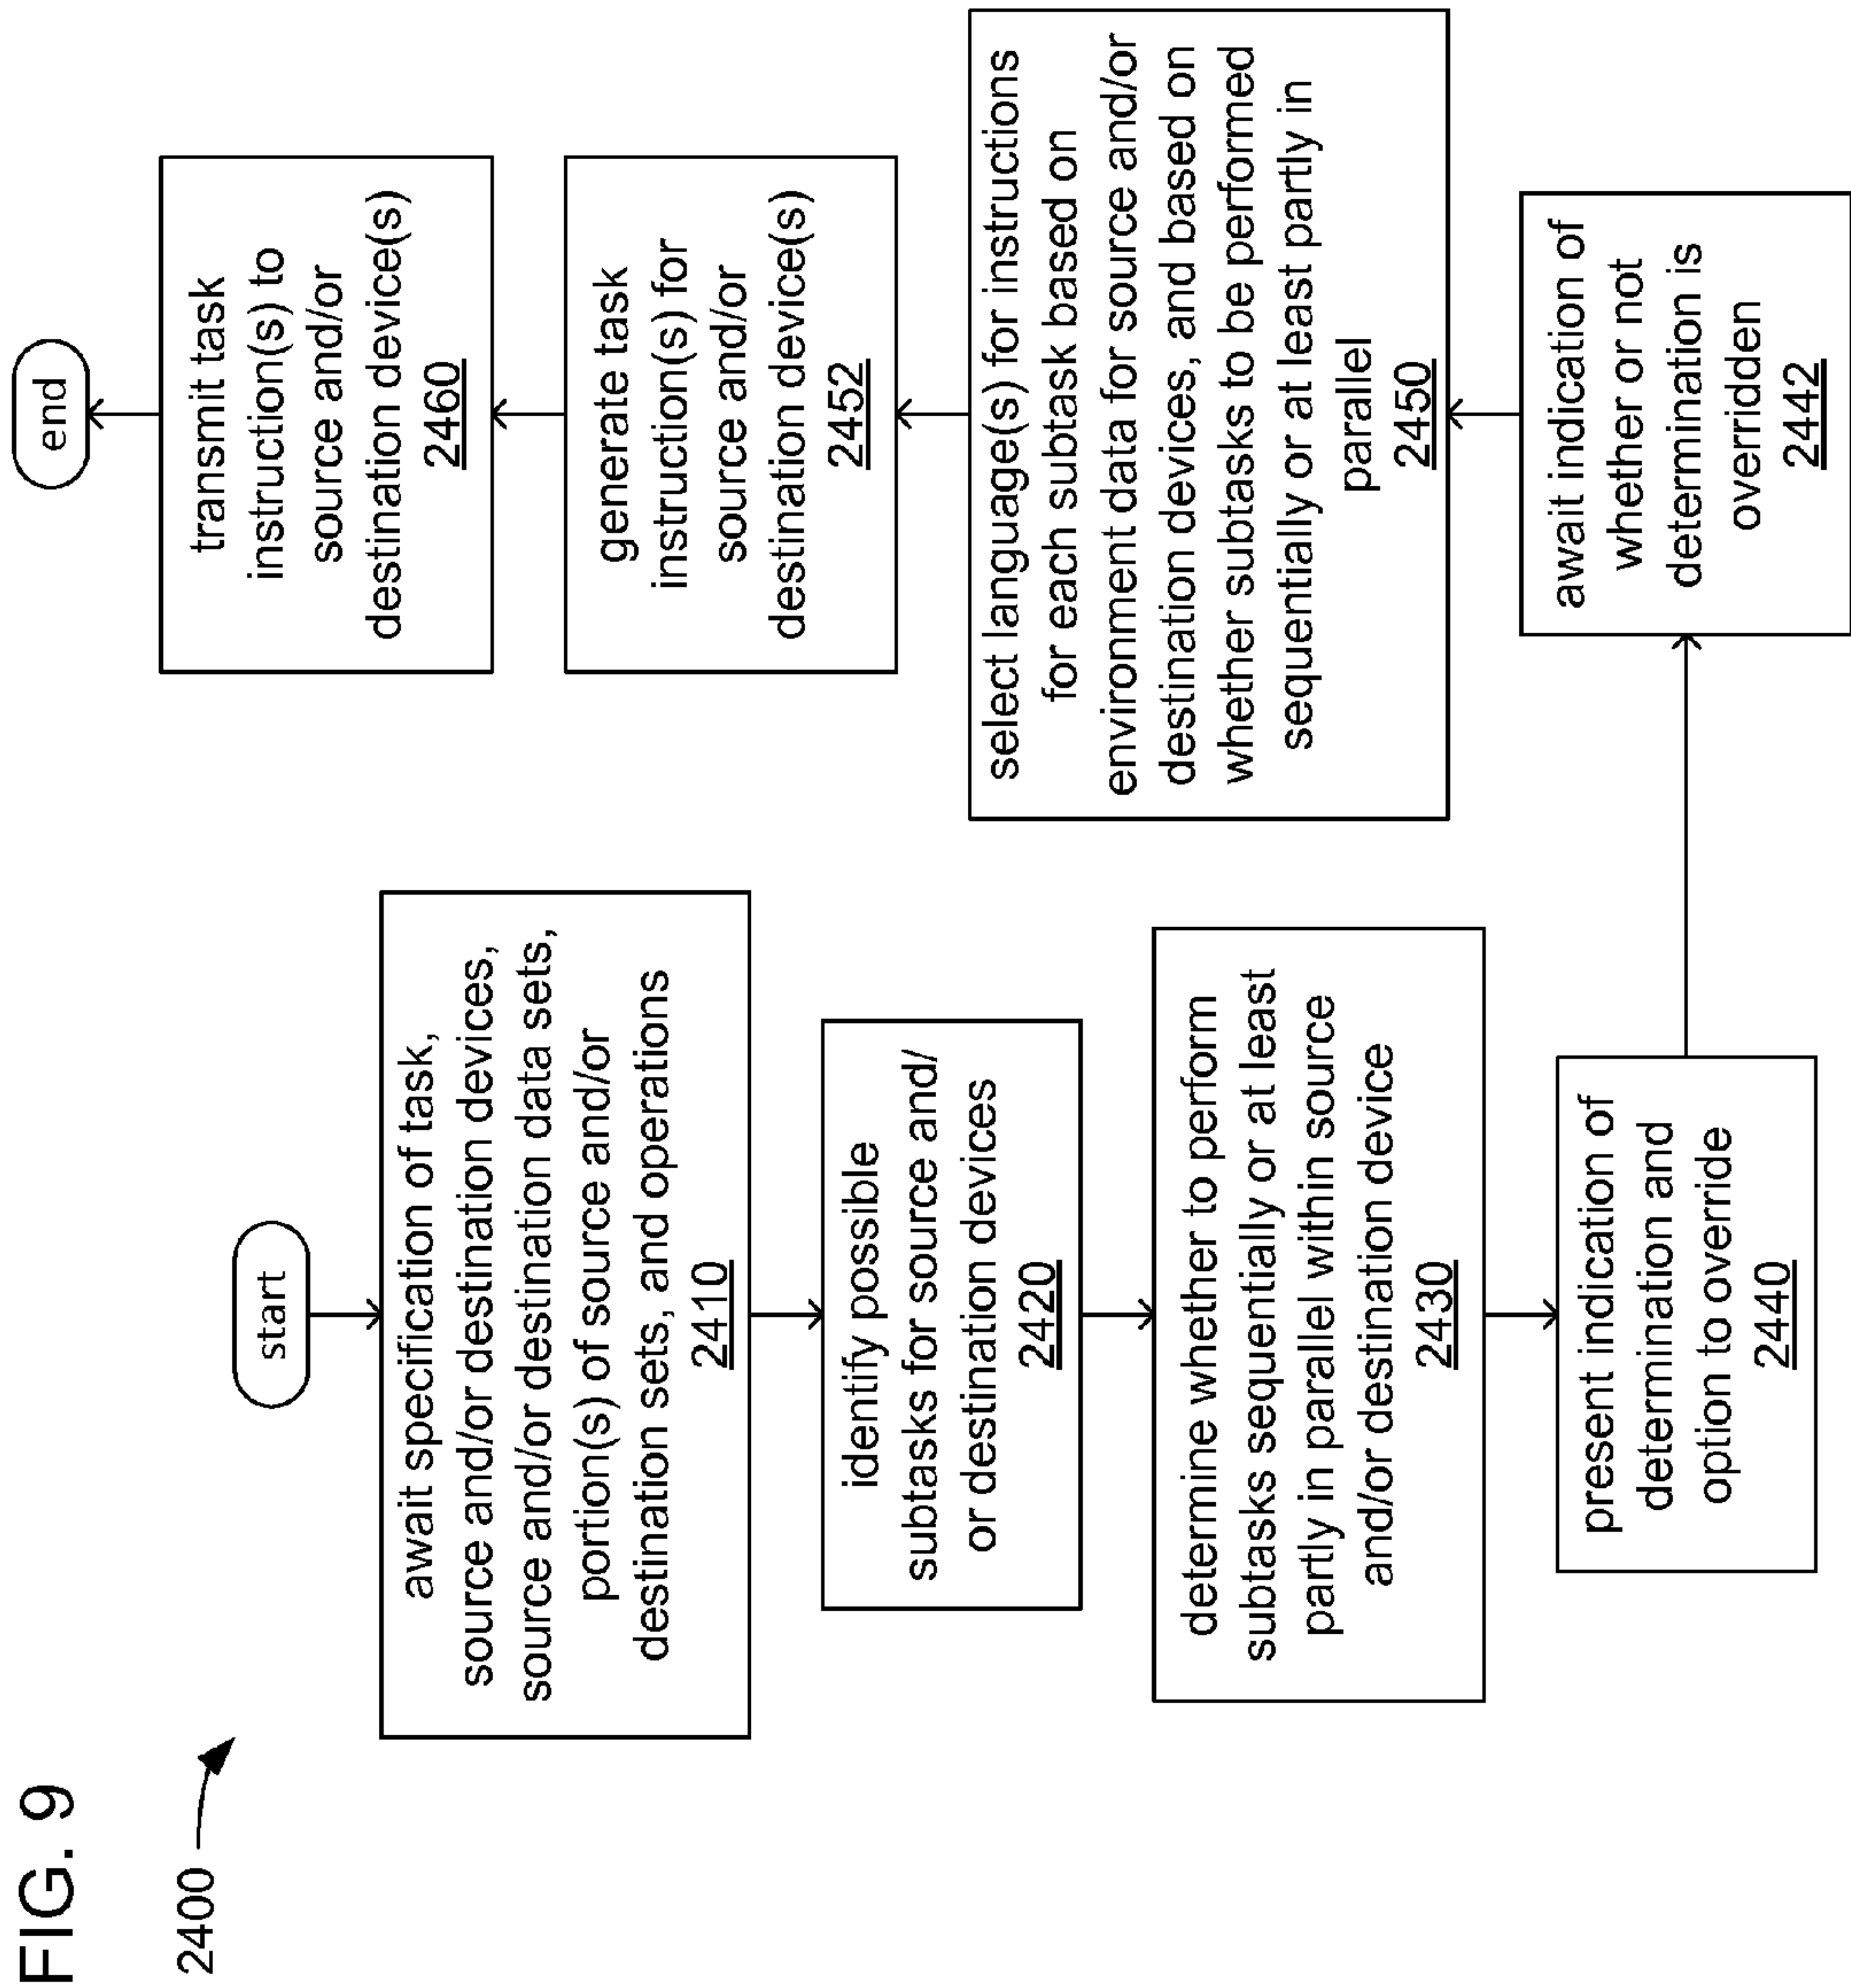 FIG. 9
2400
start
await specification of task,
source and/or destination devices,
source and/or destination data sets,
portion(s) of source and/or
destination sets, and operations
2410
identify possible
subtasks for source and/
or destination devices
2420
determine whether to perform
subtasks sequentially or at least
partly in parallel within source
and/or destination device
2430
present indication of
determination and
option to override
2440
await indication of
whether or not
determination is
overridden
2442
select language(s) for instructions
for each subtask based on
environment data for source and/or
destination devices, and based on
whether subtasks to be performed
sequentially or at least partly in
parallel
2450
generate task
instruction(s) for
source and/or
destination device(s)
2452
transmit task
instruction(s) to
source and/or
destination device(s)
2460
end